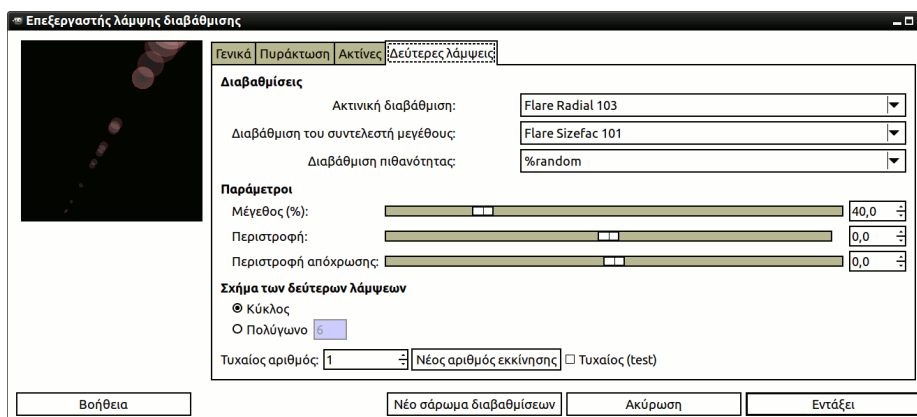 Επεξεργαστής λάμψης διαβάθμισης
Γενικά Πυράκτωση Ακτίνες Δεύτερες λάμψεις
Διαβαθμίσεις
Ακτινική διαβάθμιση: Flare Radial 103
Διαβάθμιση του συντελεστή μεγέθους: Flare Sizefac 101
Διαβάθμιση πιθανότητας: %random
Παράμετροι
Μέγεθος (%): 40,0
Περιστροφή: 0,0
Περιστροφή απόχρωσης: 0,0
Σχήμα των δεύτερων λάμψεων
Κύκλος
Πολύγωνο 6
Τυχαίος αριθμός: 1 Νέος αριθμός εκκίνησης Τυχαίος (test)
Βοήθεια Νέο σάρωμα διαβαθμίσεων Ακύρωση Εντάξει